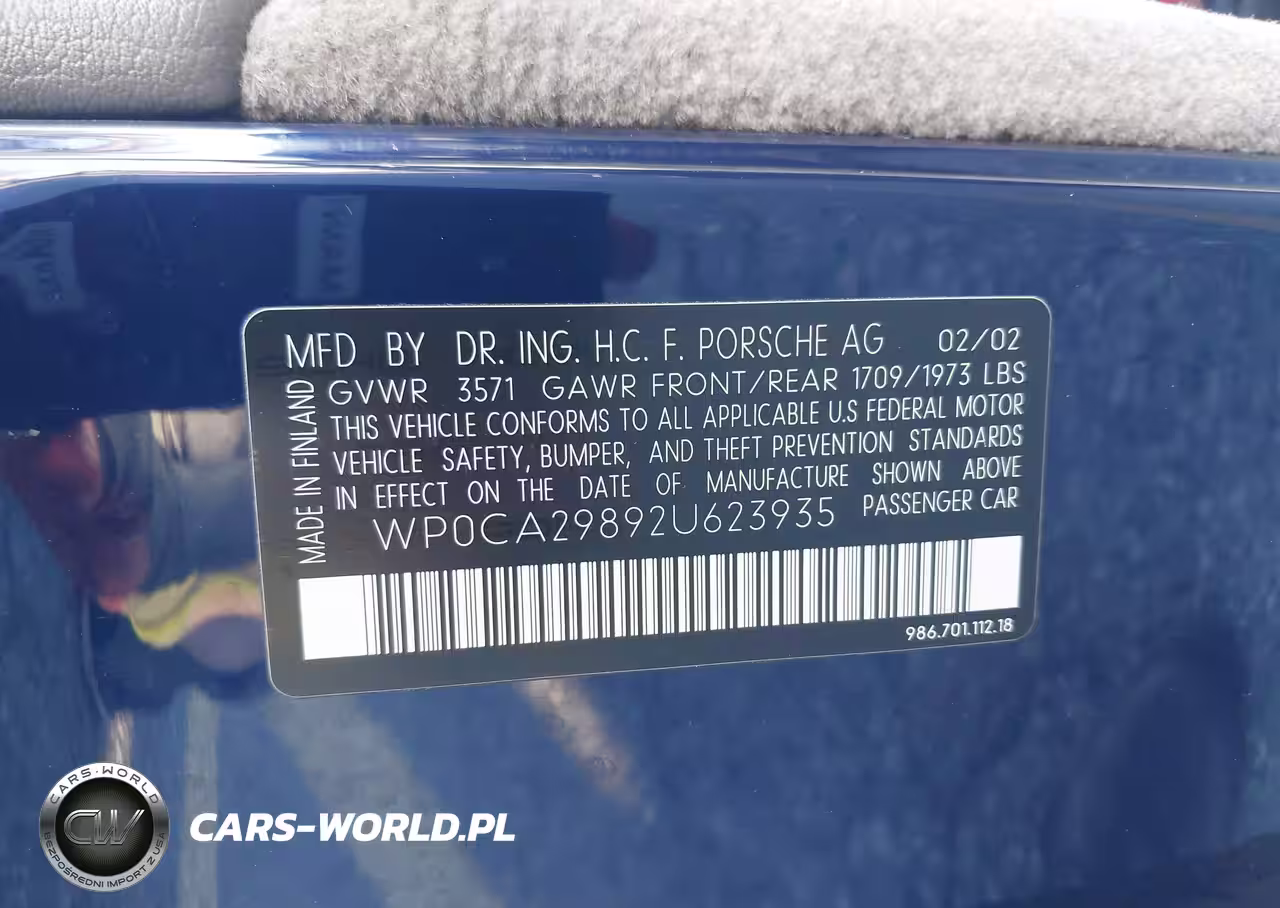 MFD BY DR. ING. H.C. F. PORSCHE AG 02/02
MADE IN FINLAND
GVWR 3571 GAWR FRONT/REAR 1709/1973 LBS
THIS VEHICLE CONFORMS TO ALL APPLICABLE U.S FEDERAL MOTOR
VEHICLE SAFETY, BUMPER, AND THEFT PREVENTION STANDARDS
IN EFFECT ON THE DATE OF MANUFACTURE SHOWN ABOVE
WP0CA29892U623935 PASSENGER CAR
986.701.112.18
CARS-WORLD
CW
BEZPOŚREDNI IMPORT Z USA
CARS-WORLD.PL